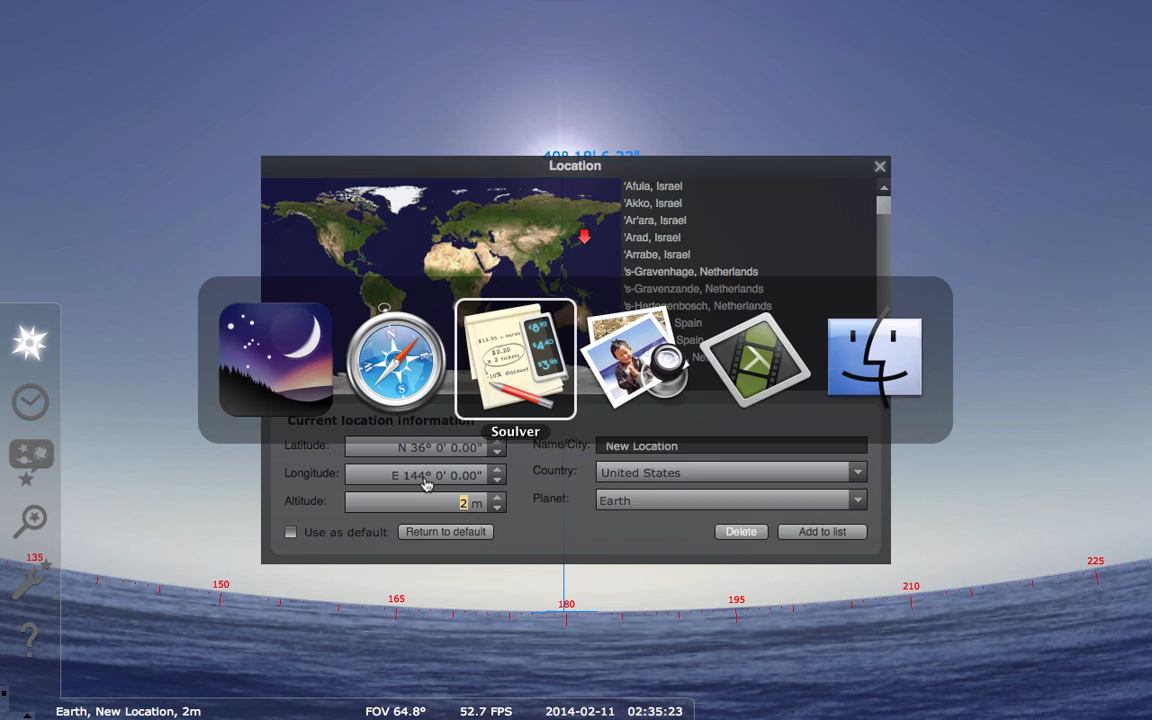 Location
'Afula, Israel
'Akko, Israel
'Ar'ara, Israel
'Arad, Israel
'Arrabe, Israel
's-Gravenhage, Netherlands
's-Gravenzande, Netherlands
's-Hertogenbosch, Netherlands
Spain
Spain
Soulver
Current location information
Latitude:
N 36° 0' 0.00"
Name/City:
New Location
Longitude:
E 144° 0' 0.00"
Country:
United States
Altitude:
2 m
Planet:
Earth
Use as default
Return to default
Delete
Add to list
135
150
165
180
195
210
225
Earth, New Location, 2m
FOV 64.8°
52.7 FPS
2014-02-11 02:35:23